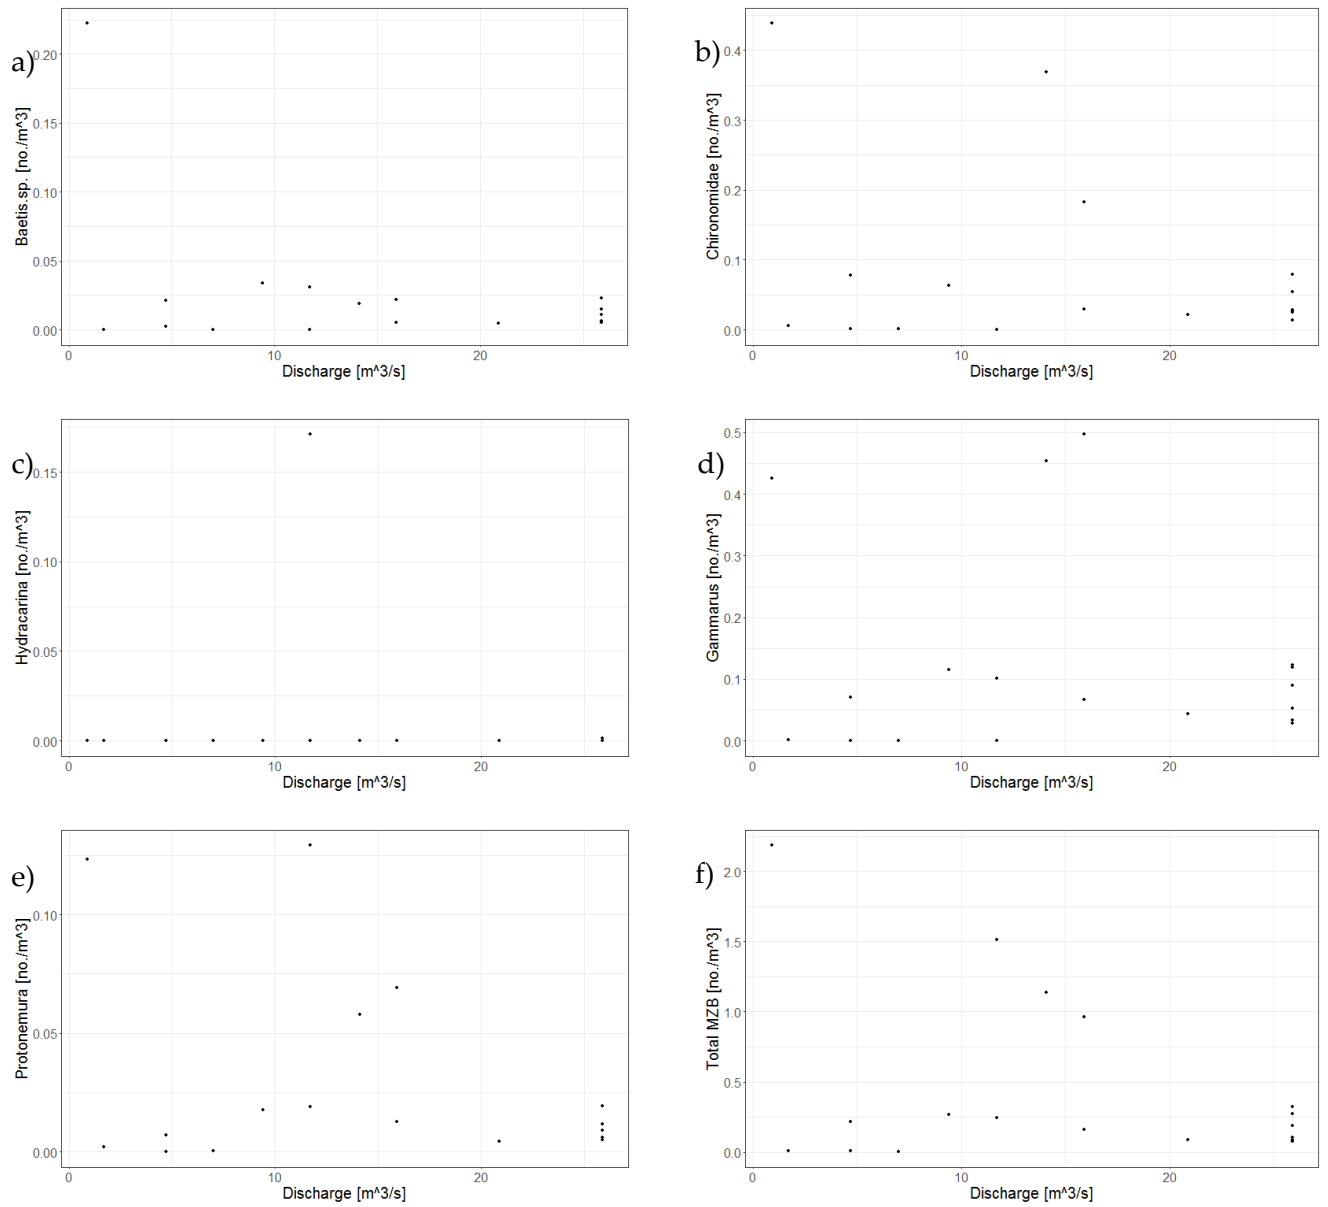 a)
0.20
0.15
0.10
0.05
0.00
Baetis.sp. [no./m^3]
0 10 20
Discharge [m^3/s]
b)
0.4
0.3
0.2
0.1
0.0
Chironomidae [no./m^3]
0 10 20
Discharge [m^3/s]
c)
0.15
0.10
0.05
0.00
Hydracarina [no./m^3]
0 10 20
Discharge [m^3/s]
d)
0.5
0.4
0.3
0.2
0.1
0.0
Gammarus [no./m^3]
0 10 20
Discharge [m^3/s]
e)
0.10
0.05
0.00
Protonemura [no./m^3]
0 10 20
Discharge [m^3/s]
f)
2.0
1.5
1.0
0.5
0.0
Total MZB [no./m^3]
0 10 20
Discharge [m^3/s]